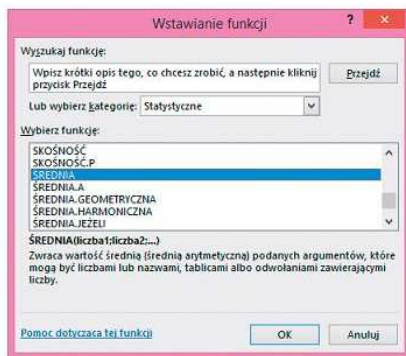 Wstawianie funkcji
?
Wyszukaj funkcję:
Wpisz krótki opis tego, co chcesz zrobić, a następnie kliknij
przycisk Przejdź
Przejdź
Lub wybierz kategorię: Statystyczne
Wybierz funkcję:
SKOŚNOŚĆ
SKOŚNOŚĆ.P
ŚREDNIA
ŚREDNIA.A
ŚREDNIA.GEOMETRYCZNA
ŚREDNIA.HARMONICZNA
ŚREDNIA.JEŻELI
ŚREDNIA(liczba1;liczba2;...)
Zwraca wartość średnią (średnią arytmetyczną) podanych argumentów, które
mogą być liczbami lub nazwami, tablicami albo odwołaniami zawierającymi
liczby.
Pomoc dotycząca tej funkcji
OK
Anuluj